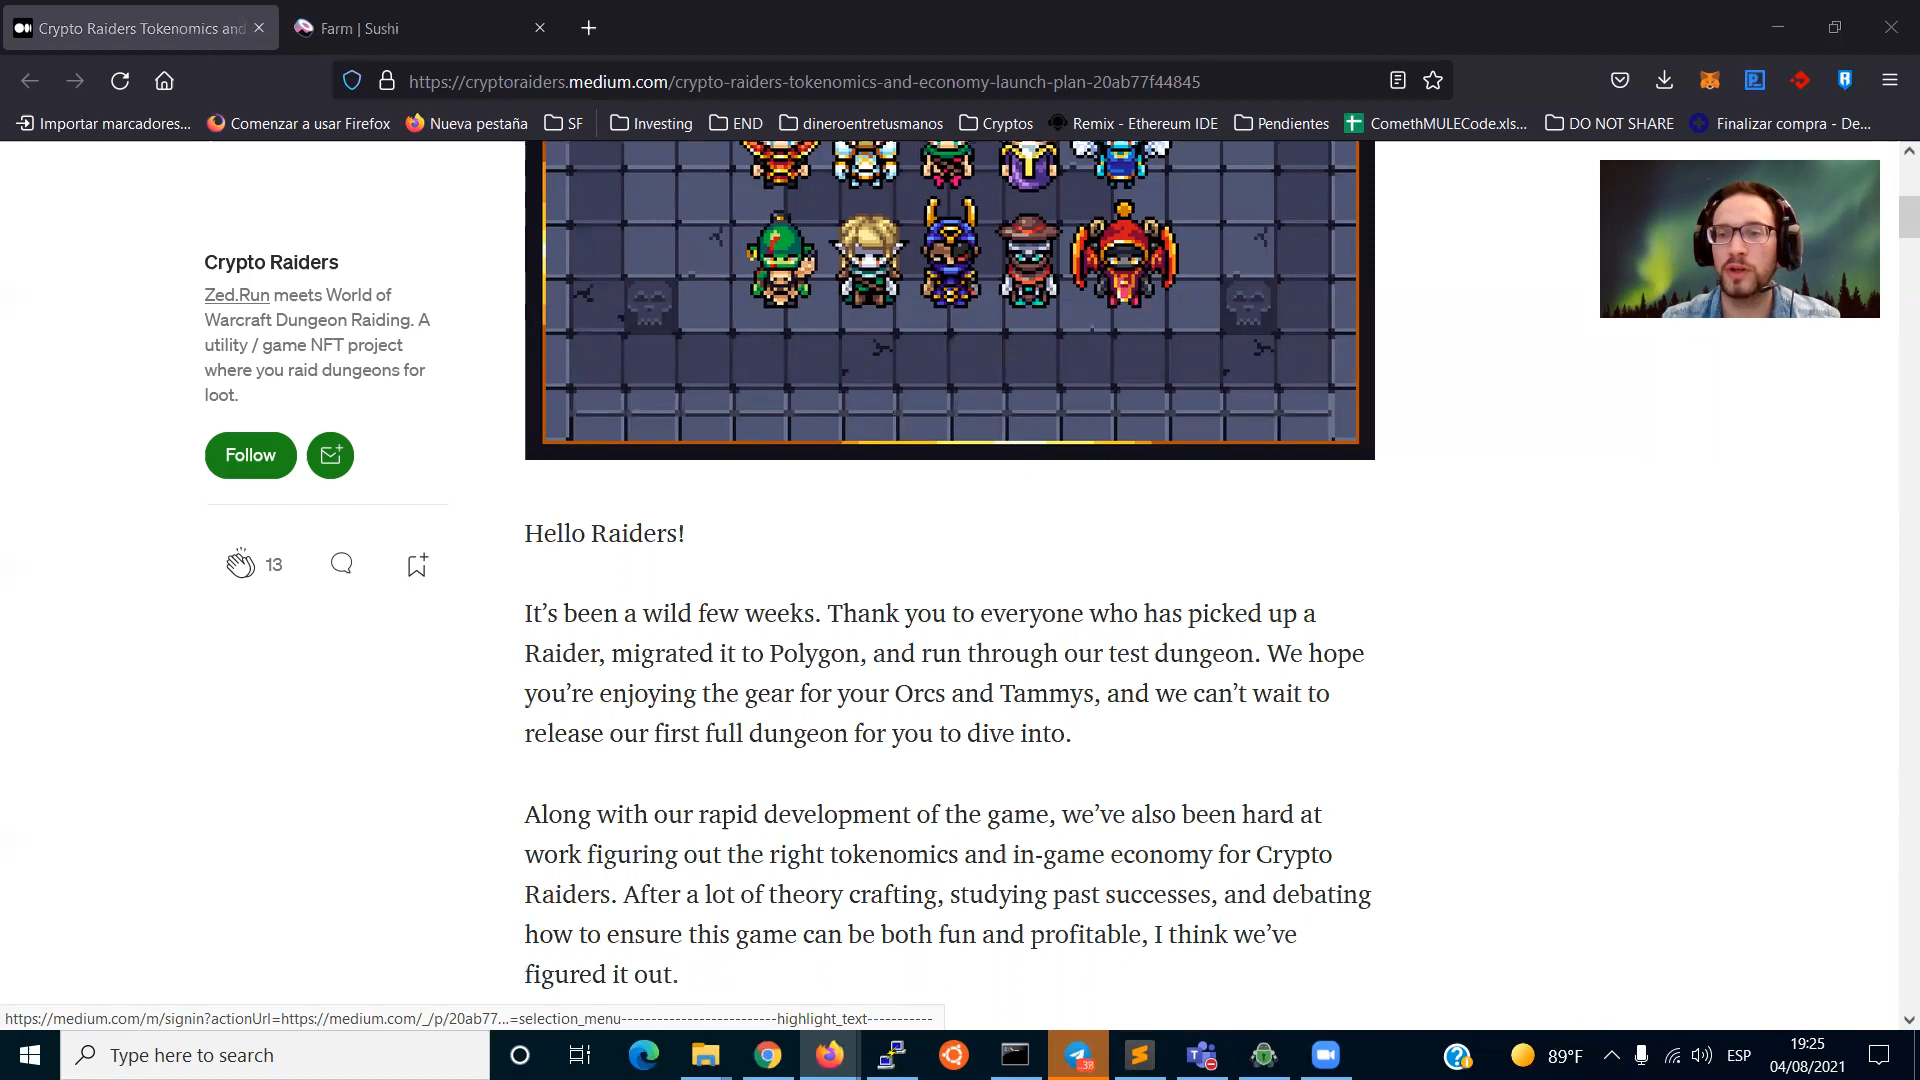 Crypto Raiders Tokenomics and
Farm | Sushi
https://cryptoraiders.medium.com/crypto-raiders-tokenomics-and-economy-launch-plan-20ab77f44845
Importar marcadores...
Comenzar a usar Firefox
Nueva pestaña
SF
Investing
END
dineroentretusmanos
Cryptos
Remix - Ethereum IDE
Pendientes
ComethMULECode.xls...
DO NOT SHARE
Finalizar compra - De...
Crypto Raiders
Zed.Run meets World of
Warcraft Dungeon Raiding. A
utility / game NFT project
where you raid dungeons for
loot.
Follow
13
Hello Raiders!
It’s been a wild few weeks. Thank you to everyone who has picked up a
Raider, migrated it to Polygon, and run through our test dungeon. We hope
you’re enjoying the gear for your Orcs and Tammys, and we can’t wait to
release our first full dungeon for you to dive into.
Along with our rapid development of the game, we’ve also been hard at
work figuring out the right tokenomics and in-game economy for Crypto
Raiders. After a lot of theory crafting, studying past successes, and debating
how to ensure this game can be both fun and profitable, I think we’ve
figured it out.
https://medium.com/m/signin?actionUrl=https://medium.com/_/p/20ab77...=selection_menu--------------------------highlight_text-----------
Type here to search
89°F
ESP
19:25
04/08/2021